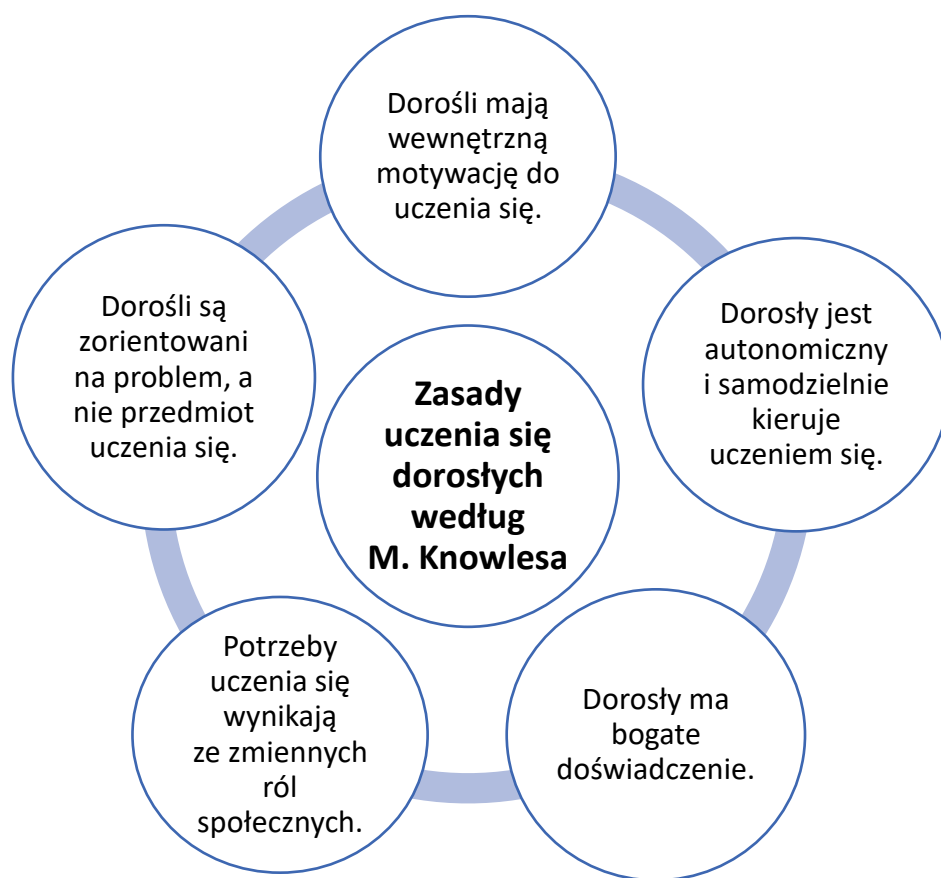 Dorośli mają
wewnętrzną
motywację do
uczenia się.
Dorosły jest
autonomiczny
i samodzielnie
kieruje
uczeniem się.
Dorosły ma
bogate
doświadczenie.
Potrzeby
uczenia się
wynikają
ze zmiennych
ról
społecznych.
Dorośli są
zorientowani
na problem, a
nie przedmiot
uczenia się.
Zasady
uczenia się
dorosłych
według
M. Knowlesa